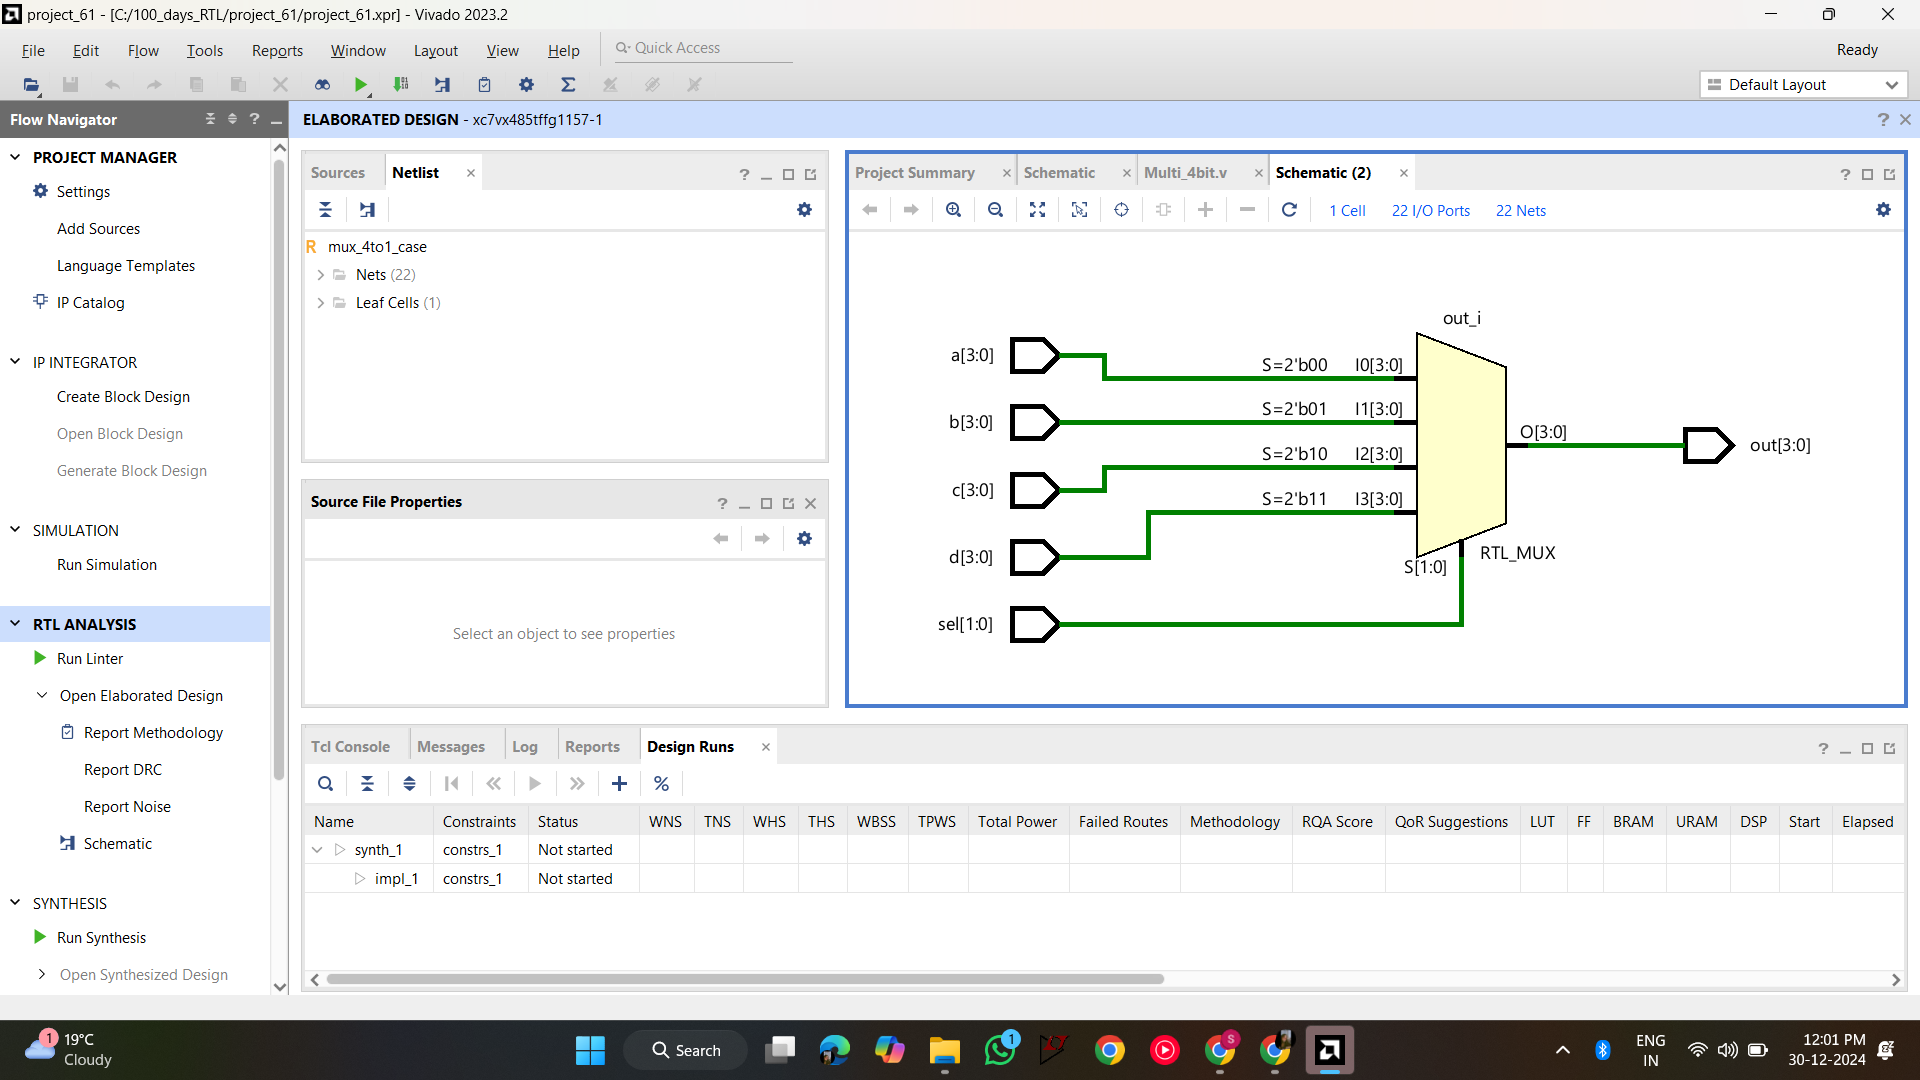 project_61 - [C:/100_days_RTL/project_61/project_61.xpr] - Vivado 2023.2
File Edit Flow Tools Reports Window Layout View Help Quick Access Ready
Default Layout
Flow Navigator
ELABORATED DESIGN - xc7vx485tffg1157-1
PROJECT MANAGER
Settings
Add Sources
Language Templates
IP Catalog
IP INTEGRATOR
Create Block Design
Open Block Design
Generate Block Design
SIMULATION
Run Simulation
RTL ANALYSIS
Run Linter
Open Elaborated Design
Report Methodology
Report DRC
Report Noise
Schematic
SYNTHESIS
Run Synthesis
Open Synthesized Design
Sources Netlist
R mux_4to1_case
Nets (22)
Leaf Cells (1)
Source File Properties
Select an object to see properties
Project Summary Schematic Multi_4bit.v Schematic (2)
1 Cell 22 I/O Ports 22 Nets
out_i
a[3:0] S=2'b00 I0[3:0]
b[3:0] S=2'b01 I1[3:0]
O[3:0] out[3:0]
c[3:0] S=2'b10 I2[3:0]
d[3:0] S=2'b11 I3[3:0]
S[1:0] RTL_MUX
sel[1:0]
Tcl Console Messages Log Reports Design Runs
Name Constraints Status WNS TNS WHS THS WBSS TPWS Total Power Failed Routes Methodology RQA Score QoR Suggestions LUT FF BRAM URAM DSP Start Elapsed
synth_1 constrs_1 Not started
impl_1 constrs_1 Not started
1
19°C
Cloudy
Search
1
S
ENG
IN
12:01 PM
30-12-2024